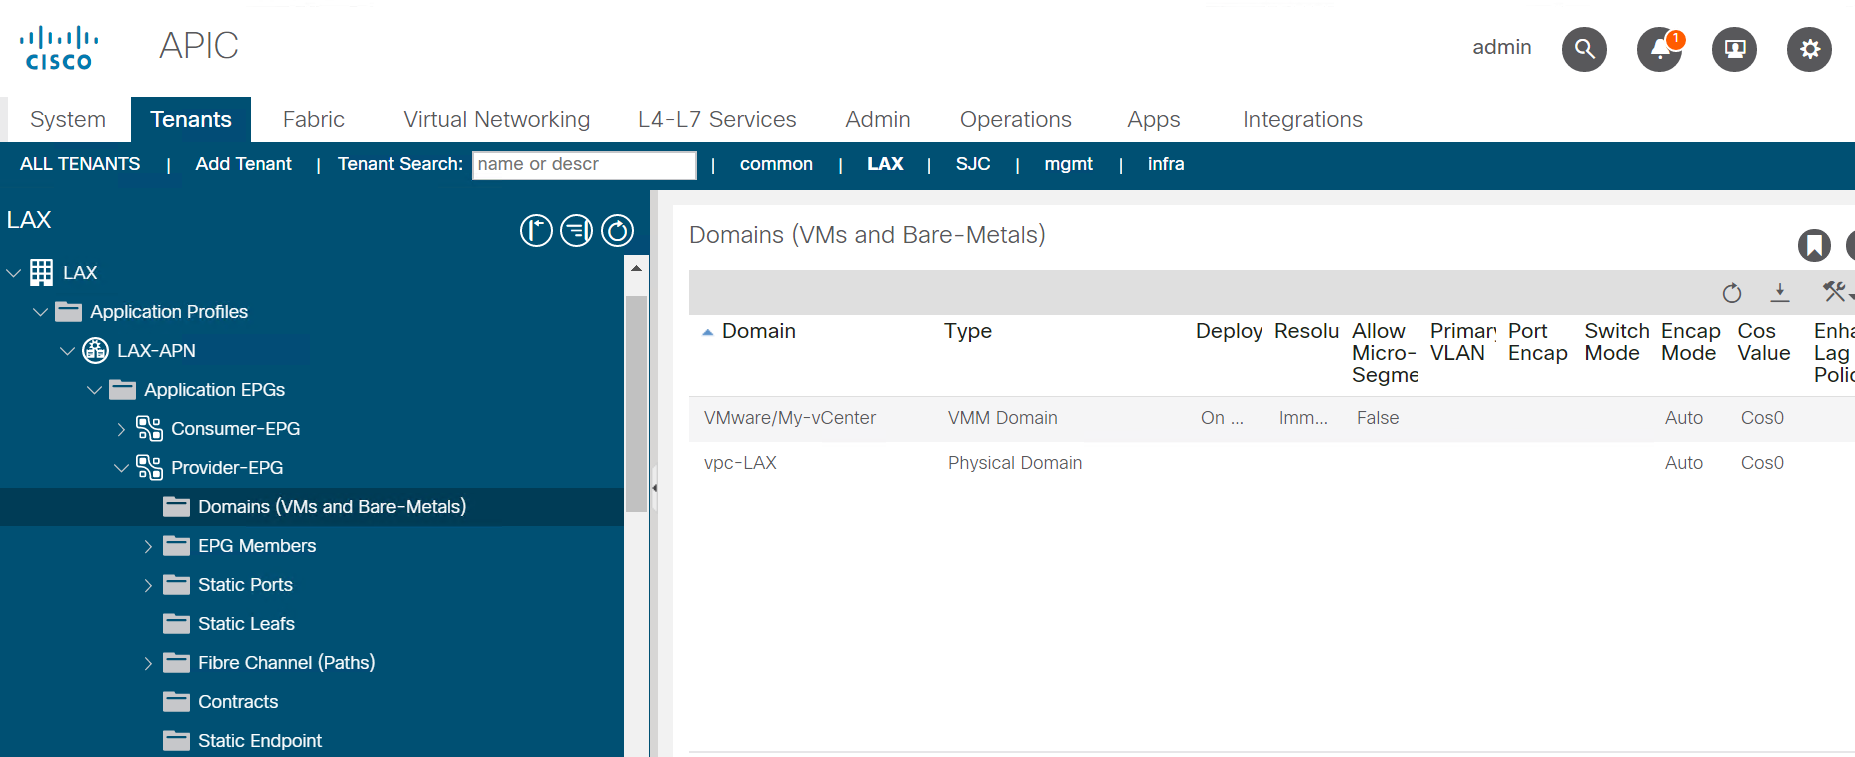 CISCO
APIC
admin
1
System Tenants Fabric Virtual Networking L4-L7 Services Admin Operations Apps Integrations
ALL TENANTS | Add Tenant | Tenant Search: name or descr | common | LAX | SJC | mgmt | infra
LAX
LAX
Application Profiles
LAX-APN
Application EPGs
Consumer-EPG
Provider-EPG
Domains (VMs and Bare-Metals)
EPG Members
Static Ports
Static Leafs
Fibre Channel (Paths)
Contracts
Static Endpoint
Domains (VMs and Bare-Metals)
Domain Type Deploy Resolu Allow Primary Port Switch Encap Cos Enha
Micro- VLAN Encap Mode Mode Value Lag
Segme Polic
VMware/My-vCenter VMM Domain On ... Imm... False Auto Cos0
vpc-LAX Physical Domain Auto Cos0